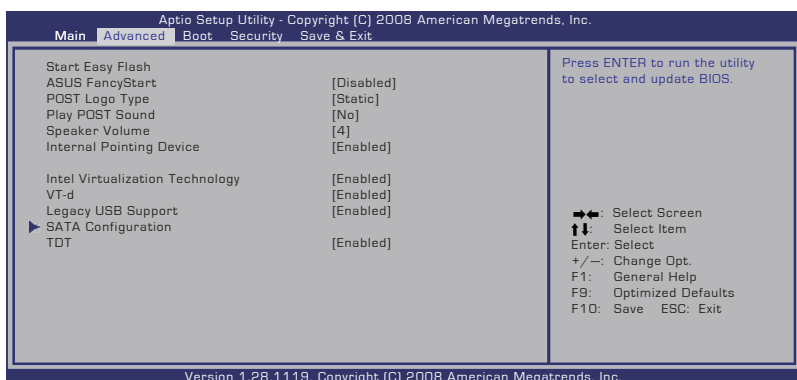 Aptio Setup Utility - Copyright (C) 2008 American Megatrends, Inc.
Main Advanced Boot Security Save & Exit
Start Easy Flash
ASUS FancyStart [Disabled]
POST Logo Type [Static]
Play POST Sound [No]
Speaker Volume [4]
Internal Pointing Device [Enabled]
Intel Virtualization Technology [Enabled]
VT-d [Enabled]
Legacy USB Support [Enabled]
SATA Configuration
TDT [Enabled]
Press ENTER to run the utility
to select and update BIOS.
→←: Select Screen
↑↓: Select Item
Enter: Select
+/—: Change Opt.
F1: General Help
F9: Optimized Defaults
F10: Save ESC: Exit
Version 1.28.1119. Copyright (C) 2008 American Megatrends, Inc.